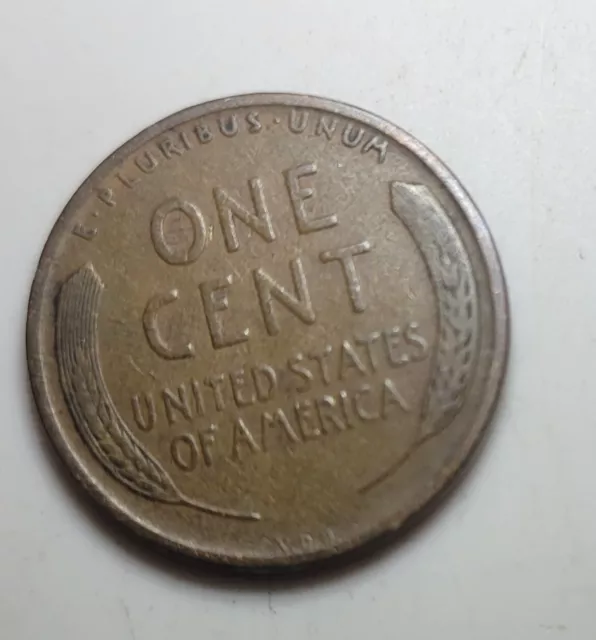 E·PLURIBUS·UNUM
ONE
CENT
UNITED STATES
OF AMERICA